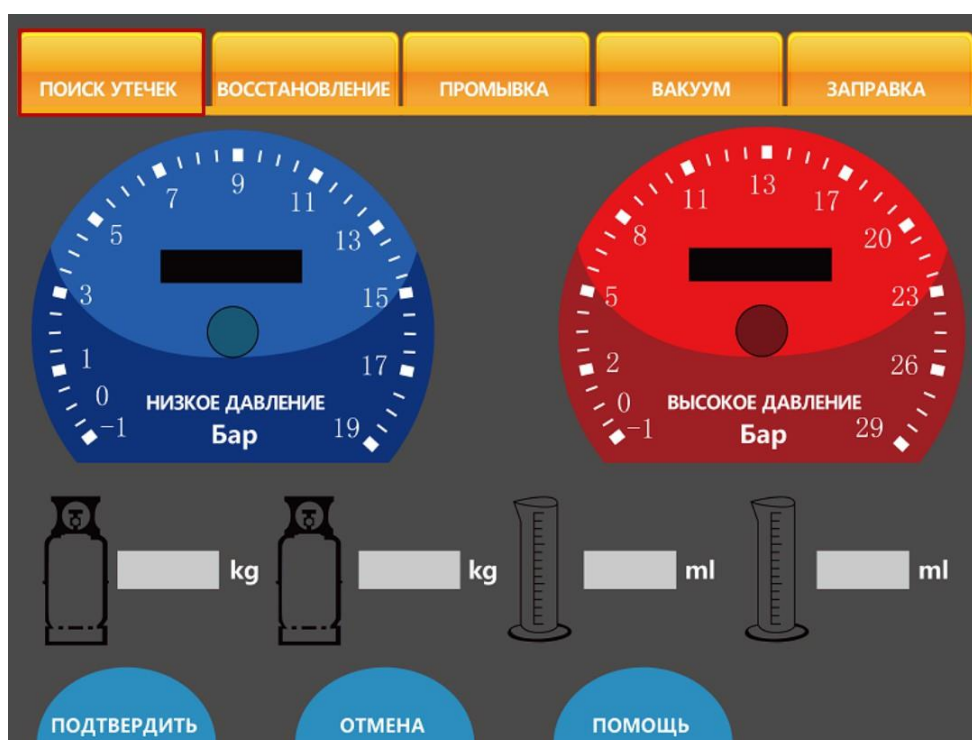 ПОИСК УТЕЧЕК
ВОССТАНОВЛЕНИЕ
ПРОМЫВКА
ВАКУУМ
ЗАПРАВКА
-1
0
1
3
5
7
9
11
13
15
17
19
НИЗКОЕ ДАВЛЕНИЕ
Бар
-1
0
2
5
8
11
13
17
20
23
26
29
ВЫСОКОЕ ДАВЛЕНИЕ
Бар
kg
kg
ml
ml
ПОДТВЕРДИТЬ
ОТМЕНА
ПОМОЩЬ